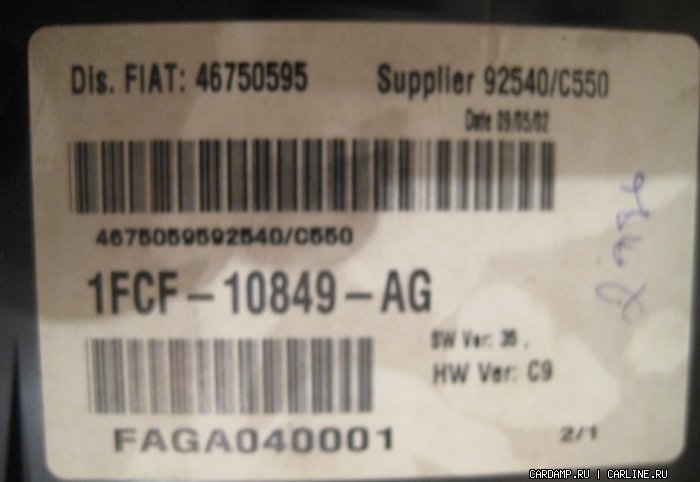 Dis. FIAT: 46750595 Supplier 92540/C550
Date 09/05/02
4675059592540/C550
1FCF-10849-AG
SW Ver: 35
HW Ver: C9
FAGA040001
2/1
CARDAMP.RU | CARLINE.RU